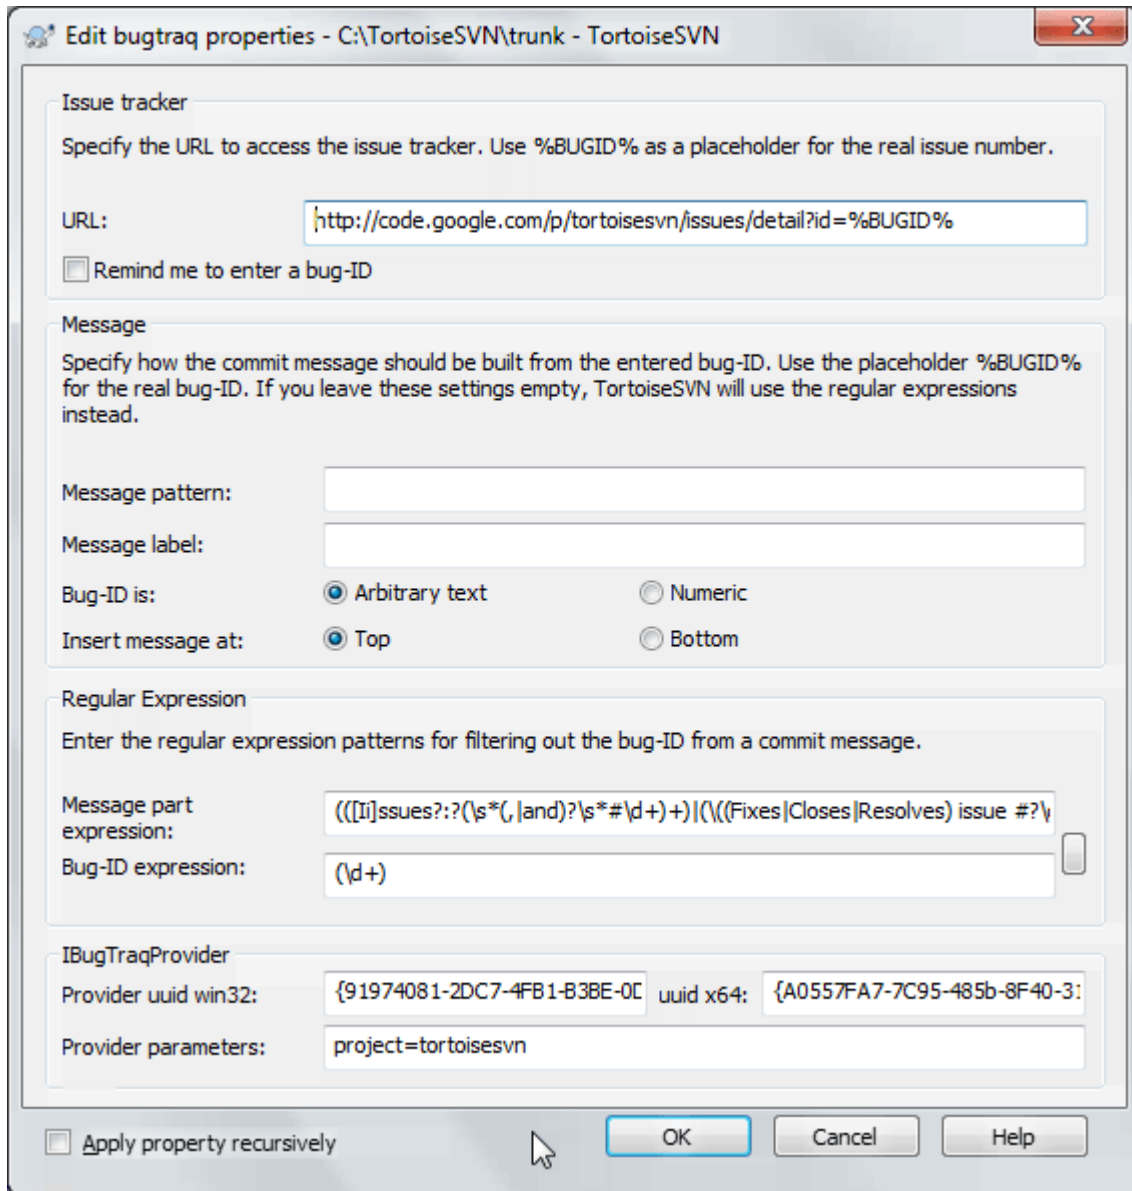 Edit bugtraq properties - C:\TortoiseSVN\trunk - TortoiseSVN
Issue tracker
Specify the URL to access the issue tracker. Use %BUGID% as a placeholder for the real issue number.
URL: http://code.google.com/p/tortoisesvn/issues/detail?id=%BUGID%
Remind me to enter a bug-ID
Message
Specify how the commit message should be built from the entered bug-ID. Use the placeholder %BUGID%
for the real bug-ID. If you leave these settings empty, TortoiseSVN will use the regular expressions
instead.
Message pattern:
Message label:
Bug-ID is: Arbitrary text Numeric
Insert message at: Top Bottom
Regular Expression
Enter the regular expression patterns for filtering out the bug-ID from a commit message.
Message part
expression: (([Ii]ssues?:?(\s*(,|and)?\s*#\d+)+)|(\((Fixes|Closes|Resolves) issue #?\
Bug-ID expression: (\d+)
IBugTraqProvider
Provider uuid win32: {91974081-2DC7-4FB1-B3BE-0D uuid x64: {A0557FA7-7C95-485b-8F40-31
Provider parameters: project=tortoisesvn
Apply property recursively OK Cancel Help